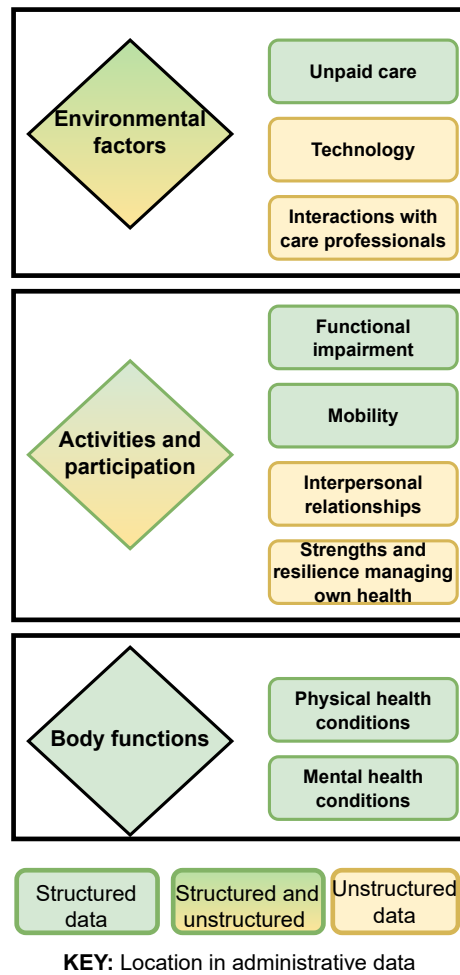 Environmental
factors
Unpaid care
Technology
Interactions with
care professionals
Activities and
participation
Functional
impairment
Mobility
Interpersonal
relationships
Strengths and
resilience managing
own health
Body functions
Physical health
conditions
Mental health
conditions
Structured
data
Structured and
unstructured
Unstructured
data
KEY: Location in administrative data